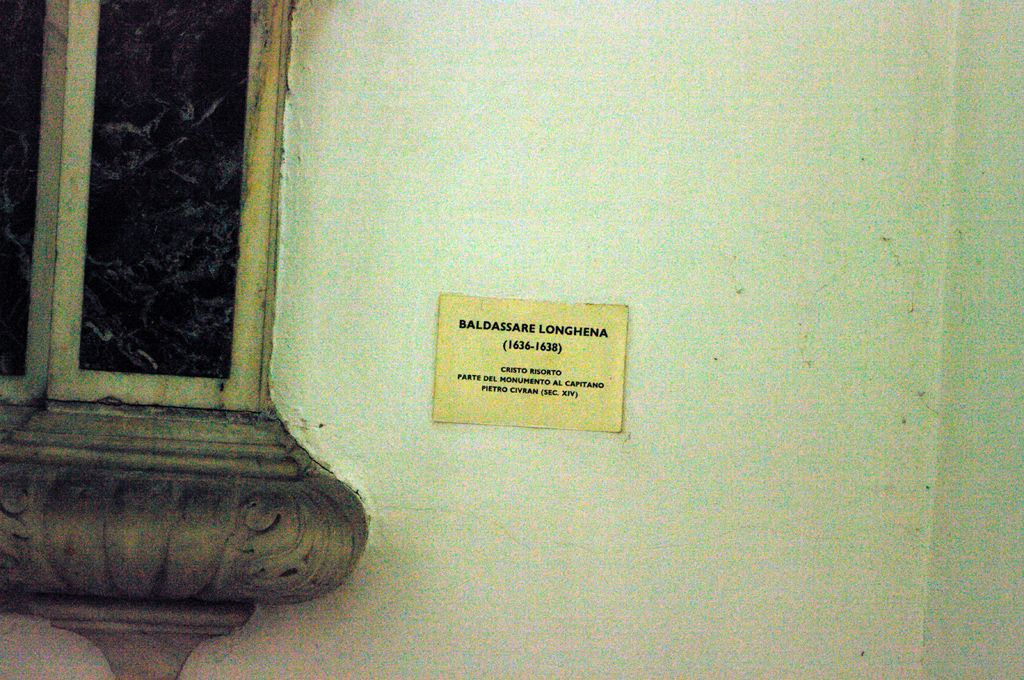 BALDASSARE LONGHENA
(1636-1638)
CRISTO RISORTO
PARTE DEL MONUMENTO AL CAPITANO
PIETRO CIVRAN (SEC. XIV)